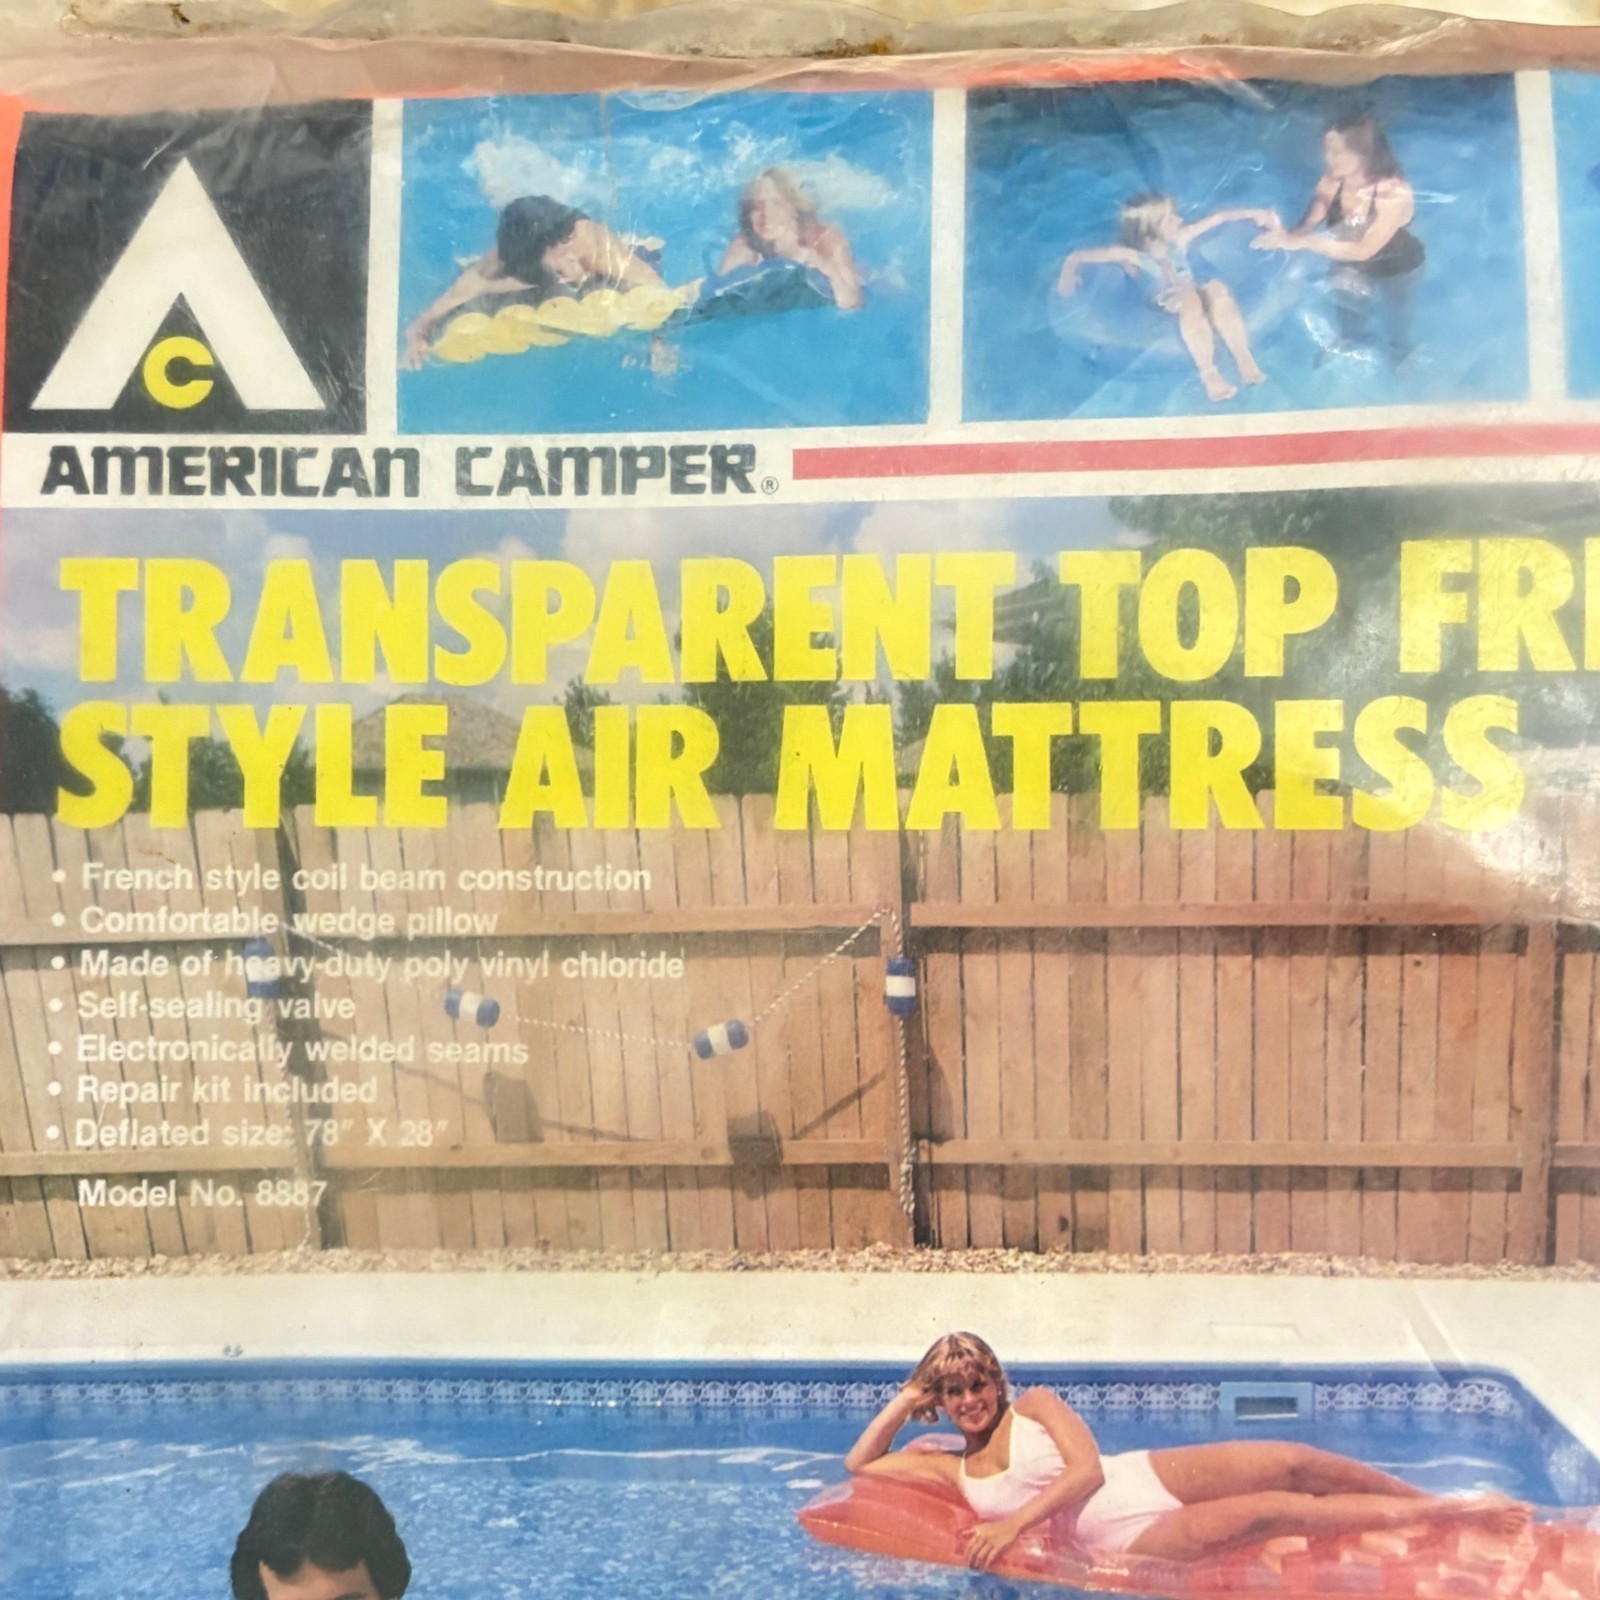 C
AMERICAN CAMPER®
TRANSPARENT TOP FR
STYLE AIR MATTRESS
• French style coil beam construction
• Comfortable wedge pillow
• Made of heavy-duty poly vinyl chloride
• Self-sealing valve
• Electronically welded seams
• Repair kit included
• Deflated size: 78" X 28"
Model No. 8887